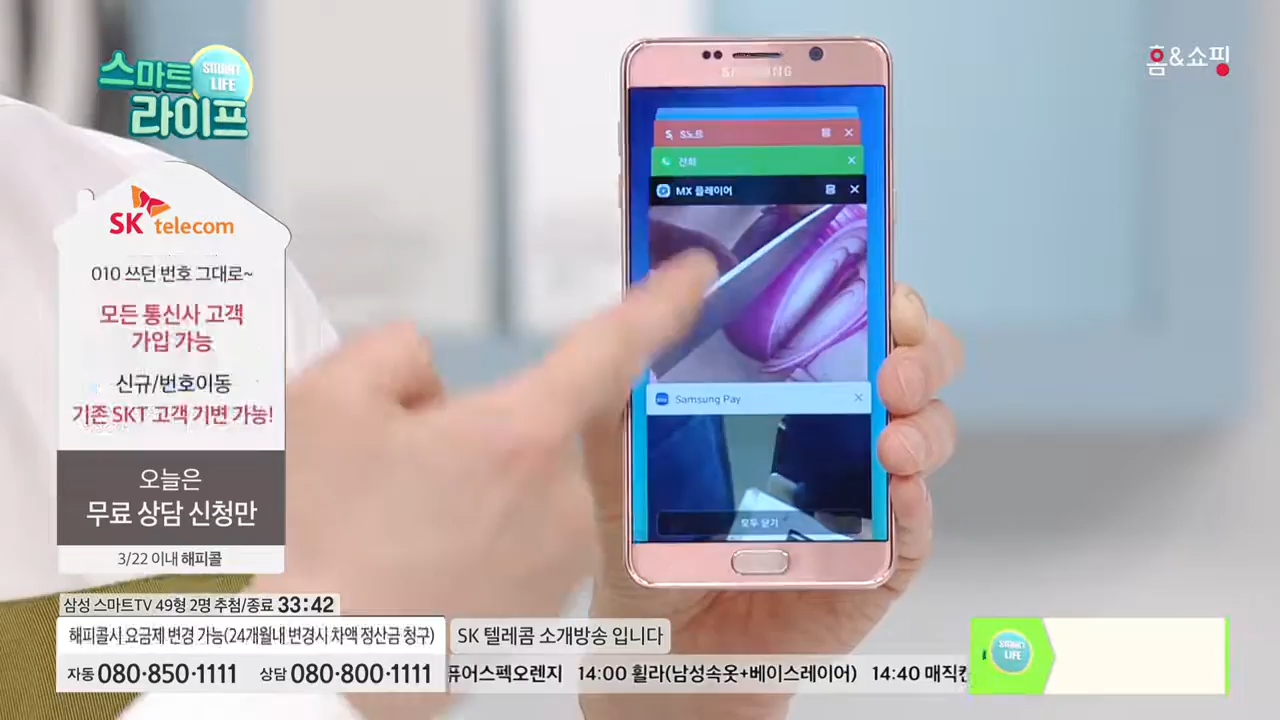 스마트
라이프
SMART
LIFE
홈&쇼핑
SK telecom
010 쓰던 번호 그대로~
모든 통신사 고객
가입 가능
신규/번호이동
기존 SKT 고객 기변 가능!
오늘은
무료 상담 신청만
3/22 이내 해피콜
SAMSUNG
S노트
전화
MX 플레이어
Samsung Pay
모두 닫기
삼성 스마트TV 49형 2명 추첨/종료 33:42
해피콜시 요금제 변경 가능(24개월내 변경시 차액 정산금 청구)
SK 텔레콤 소개방송 입니다
자동 080·850·1111 상담 080·800·1111
퓨어스펙오렌지 14:00 휠라(남성속옷+베이스레이어) 14:40 매직
SMART
LIFE